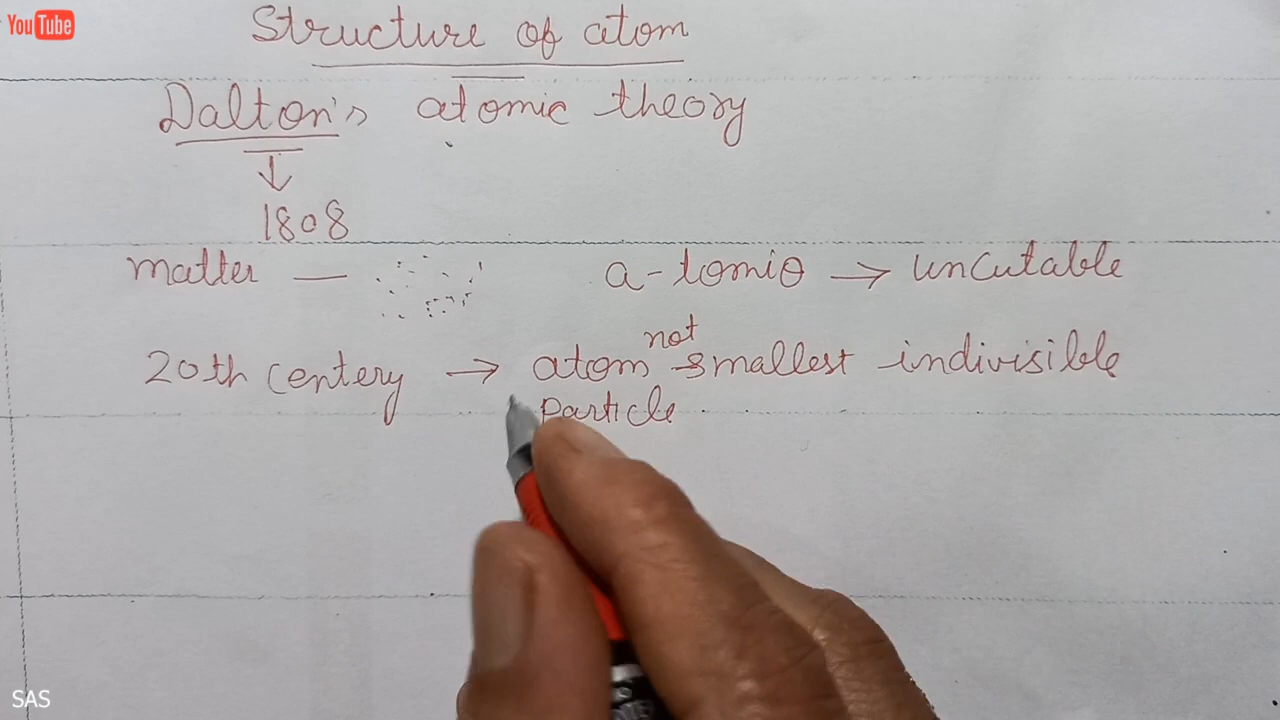 YouTube
Structure of atom
Dalton's atomic theory
↓
1808
matter — a-tomio → uncutable
20th centery → atom not smallest indivisible
particle
SAS